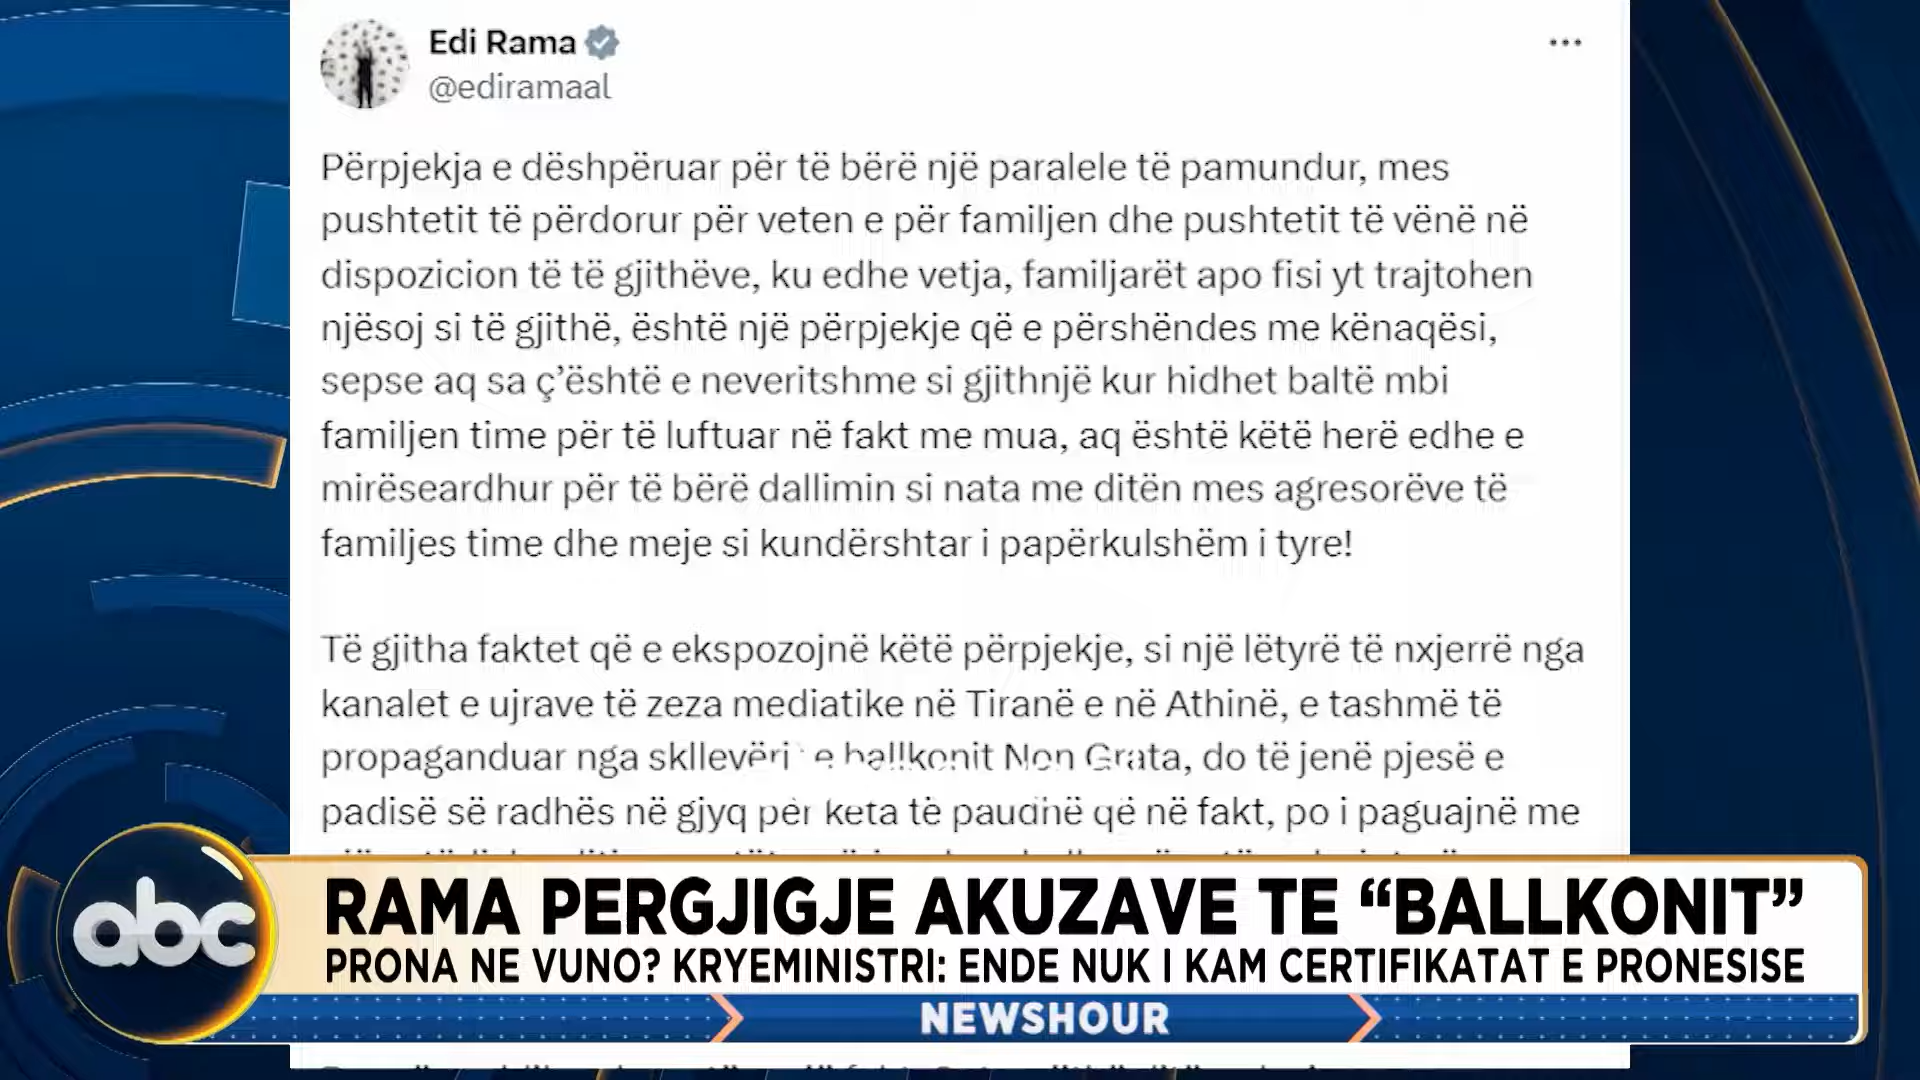 Edi Rama
@ediramaal
Përpjekja e dëshpëruar për të bërë një paralele të pamundur, mes
pushtetit të përdorur për veten e për familjen dhe pushtetit të vënë në
dispozicion të të gjithëve, ku edhe vetja, familjarët apo fisi yt trajtohen
njësoj si të gjithë, është një përpjekje që e përshëndes me kënaqësi,
sepse aq sa ç’është e neveritshme si gjithnjë kur hidhet baltë mbi
familjen time për të luftuar në fakt me mua, aq është këtë herë edhe e
mirëseardhur për të bërë dallimin si nata me ditën mes agresorëve të
familjes time dhe meje si kundërshtar i papërkulshëm i tyre!
Të gjitha faktet që e ekspozojnë këtë përpjekje, si një lëtyrë të nxjerrë nga
kanalet e ujrave të zeza mediatike në Tiranë e në Athinë, e tashmë të
propaganduar nga skllevërit e ballkonit Non Grata, do të jenë pjesë e
padisë së radhës në gjyq për këta të paudhë që në fakt, po i paguajnë me
abc
RAMA PERGJIGJE AKUZAVE TE “BALLKONIT”
PRONA NE VUNO? KRYEMINISTRI: ENDE NUK I KAM CERTIFIKATAT E PRONESISE
NEWSHOUR